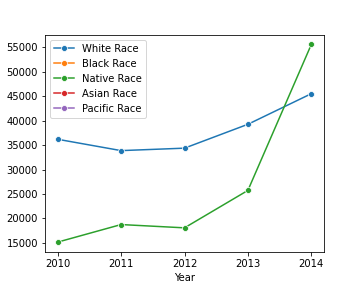 55000
50000
45000
40000
35000
30000
25000
20000
15000
White Race
Black Race
Native Race
Asian Race
Pacific Race
2010 2011 2012 2013 2014
Year